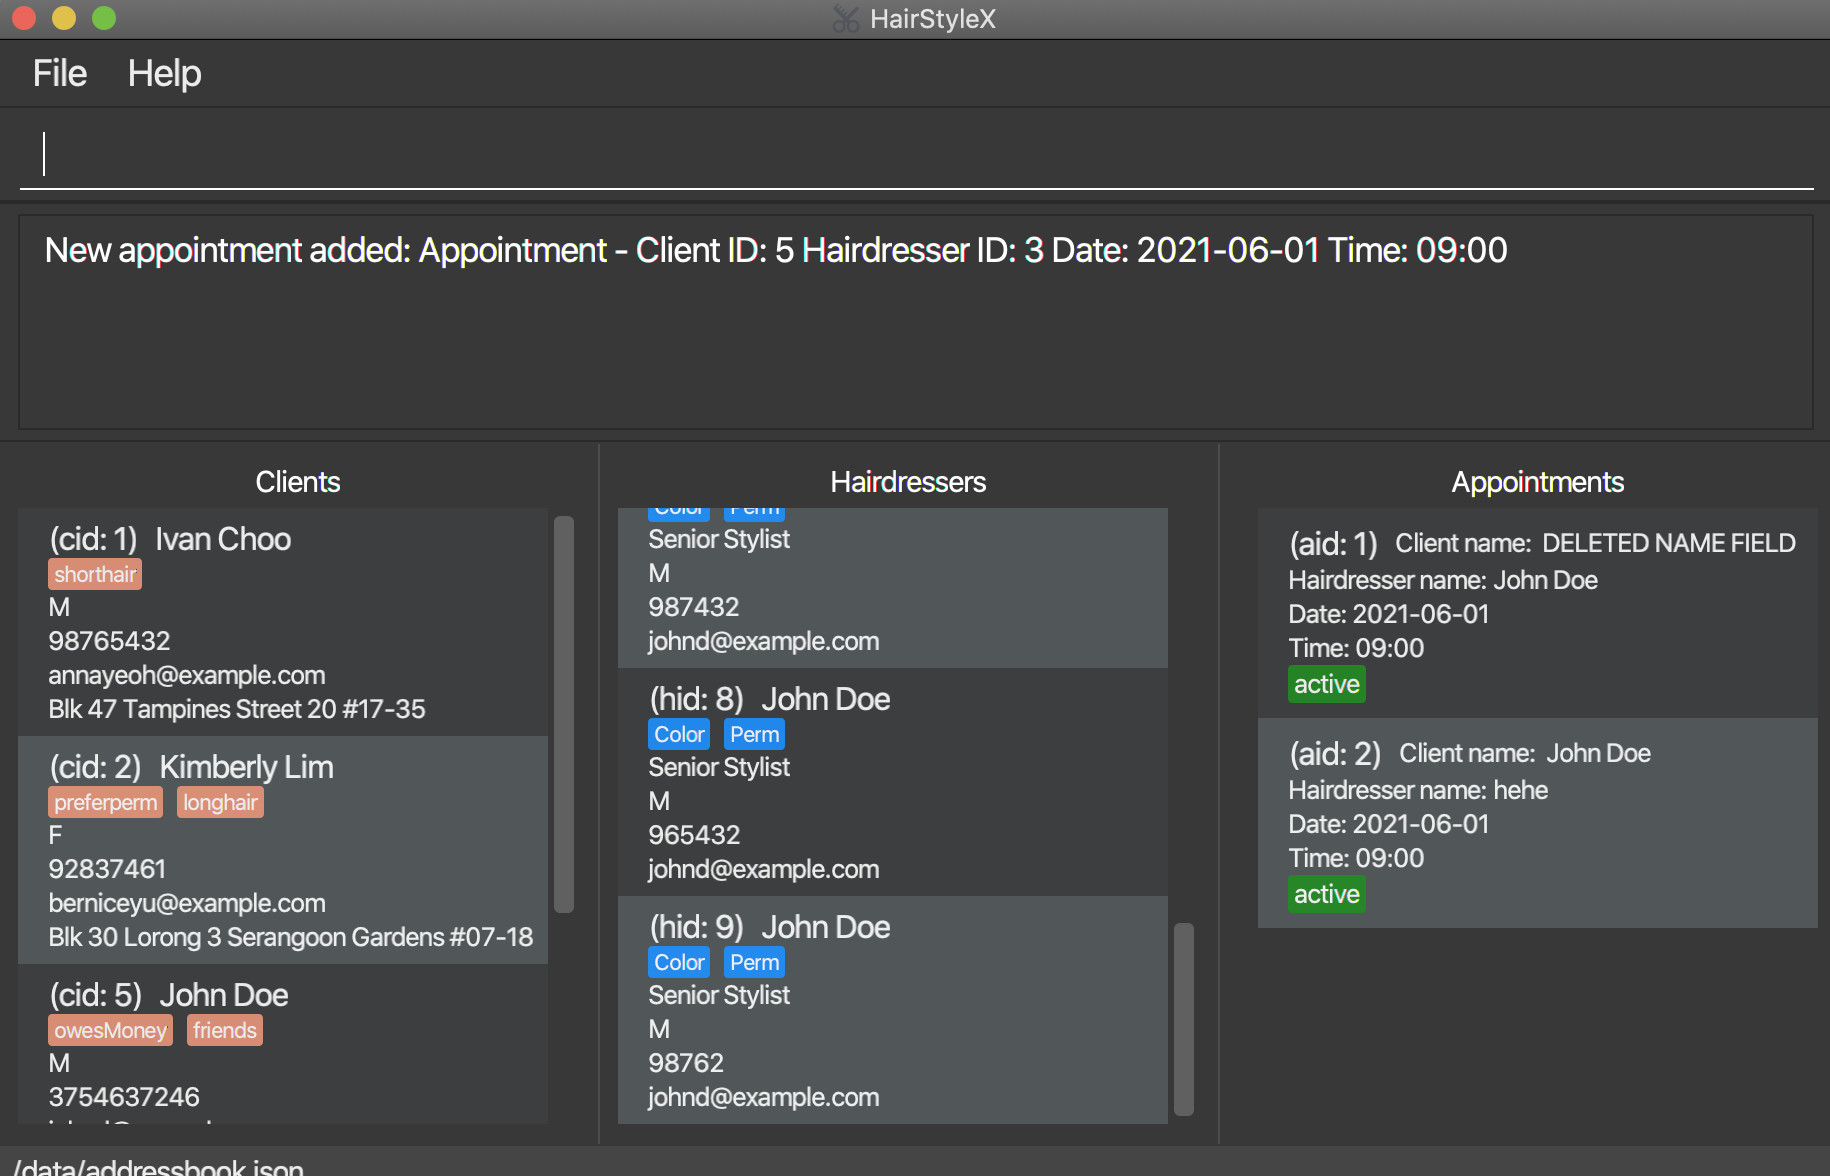 HairStyleX
File Help
New appointment added: Appointment - Client ID: 5 Hairdresser ID: 3 Date: 2021-06-01 Time: 09:00
Clients
(cid: 1) Ivan Choo
shorthair
M
98765432
annayeoh@example.com
Blk 47 Tampines Street 20 #17-35
(cid: 2) Kimberly Lim
preferperm longhair
F
92837461
berniceyu@example.com
Blk 30 Lorong 3 Serangoon Gardens #07-18
(cid: 5) John Doe
owesMoney friends
M
3754637246
Hairdressers
Color Perm
Senior Stylist
M
987432
johnd@example.com
(hid: 8) John Doe
Color Perm
Senior Stylist
M
965432
johnd@example.com
(hid: 9) John Doe
Color Perm
Senior Stylist
M
98762
johnd@example.com
Appointments
(aid: 1) Client name: DELETED NAME FIELD
Hairdresser name: John Doe
Date: 2021-06-01
Time: 09:00
active
(aid: 2) Client name: John Doe
Hairdresser name: hehe
Date: 2021-06-01
Time: 09:00
active
/data/addressbook.json